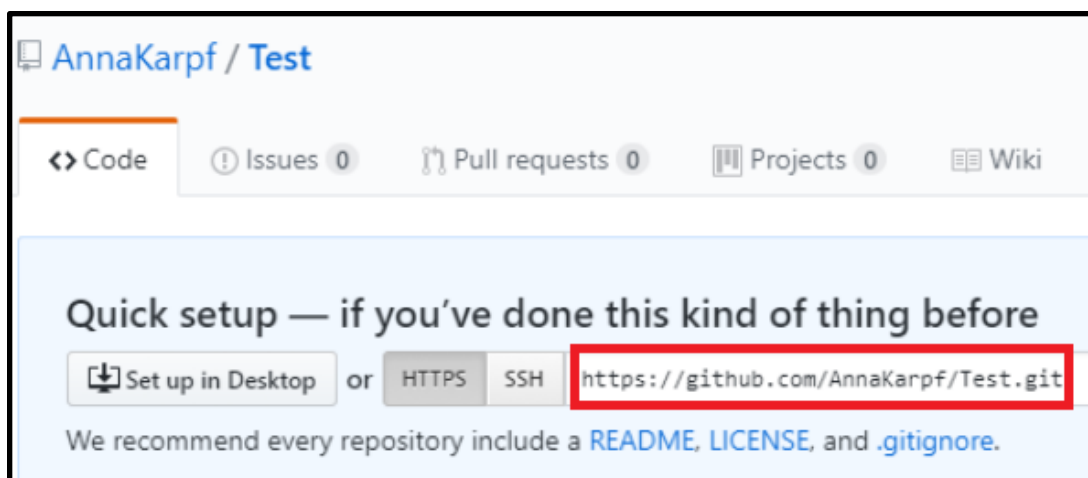 AnnaKarpf / Test
Code Issues 0 Pull requests 0 Projects 0 Wiki
Quick setup — if you’ve done this kind of thing before
Set up in Desktop or HTTPS SSH https://github.com/AnnaKarpf/Test.git
We recommend every repository include a README, LICENSE, and .gitignore.